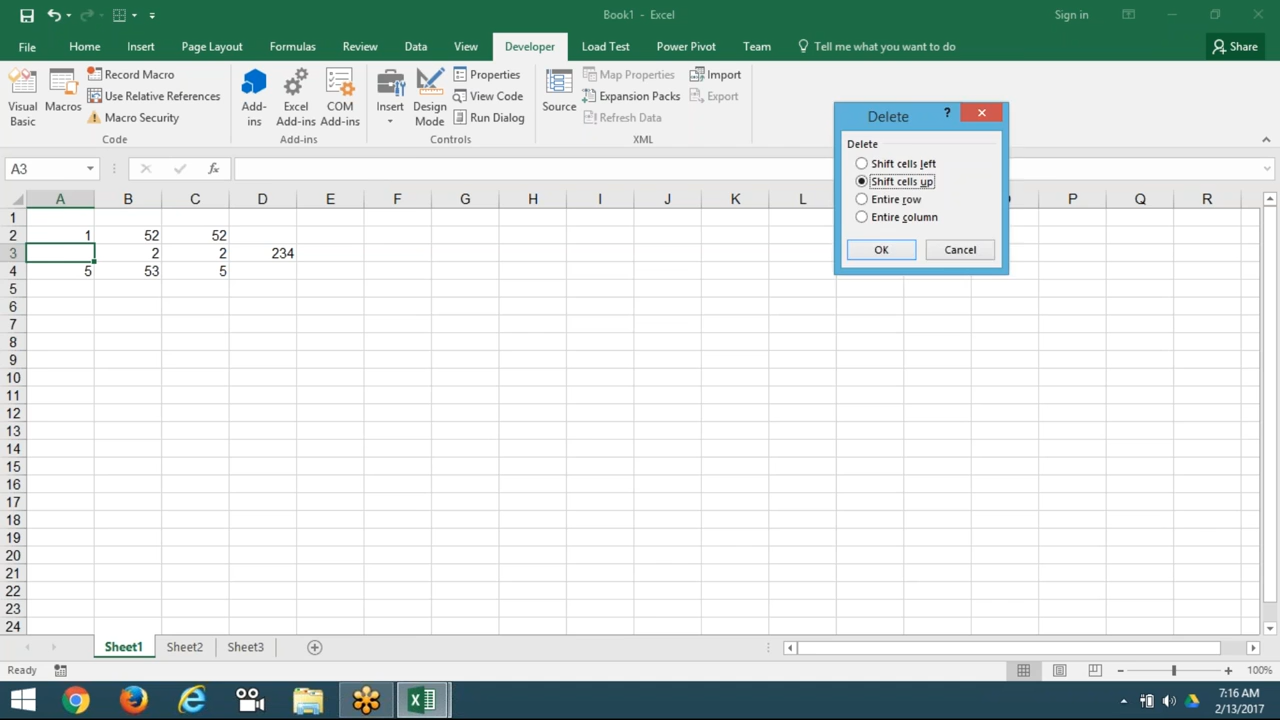 Book1 - Excel
Sign in
File Home Insert Page Layout Formulas Review Data View Developer Load Test Power Pivot Team Tell me what you want to do Share
Visual Basic
Macros
Record Macro
Use Relative References
Macro Security
Code
Add-ins
Excel Add-ins
COM Add-ins
Add-ins
Insert
Design Mode
Properties
View Code
Run Dialog
Controls
Source
Map Properties
Expansion Packs
Refresh Data
Import
Export
XML
Delete ?
Delete
Shift cells left
Shift cells up
Entire row
Entire column
OK Cancel
A3 fx
A B C D E F G H I J K L P Q R
1
2 1 52 52
3 2 2 234
4 5 53 5
5
6
7
8
9
10
11
12
13
14
15
16
17
18
19
20
21
22
23
24
Sheet1 Sheet2 Sheet3
Ready 100%
7:16 AM
2/13/2017